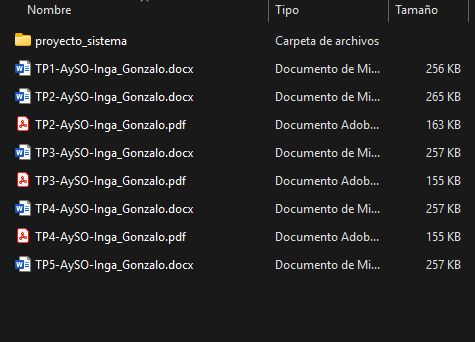 Nombre Tipo Tamaño
proyecto_sistema Carpeta de archivos
TP1-AySO-Inga_Gonzalo.docx Documento de Mi... 256 KB
TP2-AySO-Inga_Gonzalo.docx Documento de Mi... 265 KB
TP2-AySO-Inga_Gonzalo.pdf Documento Adob... 163 KB
TP3-AySO-Inga_Gonzalo.docx Documento de Mi... 257 KB
TP3-AySO-Inga_Gonzalo.pdf Documento Adob... 155 KB
TP4-AySO-Inga_Gonzalo.docx Documento de Mi... 257 KB
TP4-AySO-Inga_Gonzalo.pdf Documento Adob... 155 KB
TP5-AySO-Inga_Gonzalo.docx Documento de Mi... 257 KB